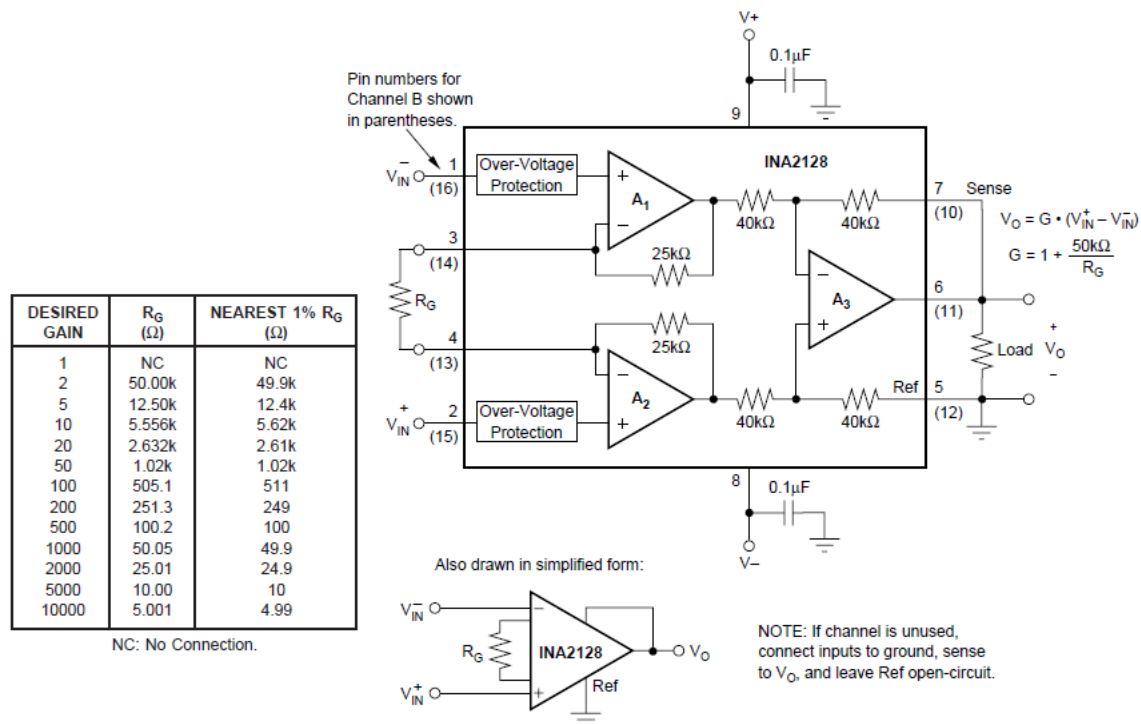 V+
0.1μF
Pin numbers for
Channel B shown
in parentheses.
9
INA2128
V–IN
1
(16)
Over-Voltage
Protection
+
A1
–
40kΩ
40kΩ
7
(10)
Sense
VO = G • (V+IN – V–IN)
G = 1 + 50kΩ
RG
3
(14)
25kΩ
RG
–
A3
+
6
(11)
+
Load VO
–
4
(13)
25kΩ
–
A2
+
V+IN
2
(15)
Over-Voltage
Protection
40kΩ
40kΩ
Ref
5
(12)
8
0.1μF
V–
DESIRED GAIN RG (Ω) NEAREST 1% RG (Ω)
1 NC NC
2 50.00k 49.9k
5 12.50k 12.4k
10 5.556k 5.62k
20 2.632k 2.61k
50 1.02k 1.02k
100 505.1 511
200 251.3 249
500 100.2 100
1000 50.05 49.9
2000 25.01 24.9
5000 10.00 10
10000 5.001 4.99
NC: No Connection.
Also drawn in simplified form:
V–IN
–
RG
INA2128
VO
V+IN
+
Ref
NOTE: If channel is unused,
connect inputs to ground, sense
to VO, and leave Ref open-circuit.